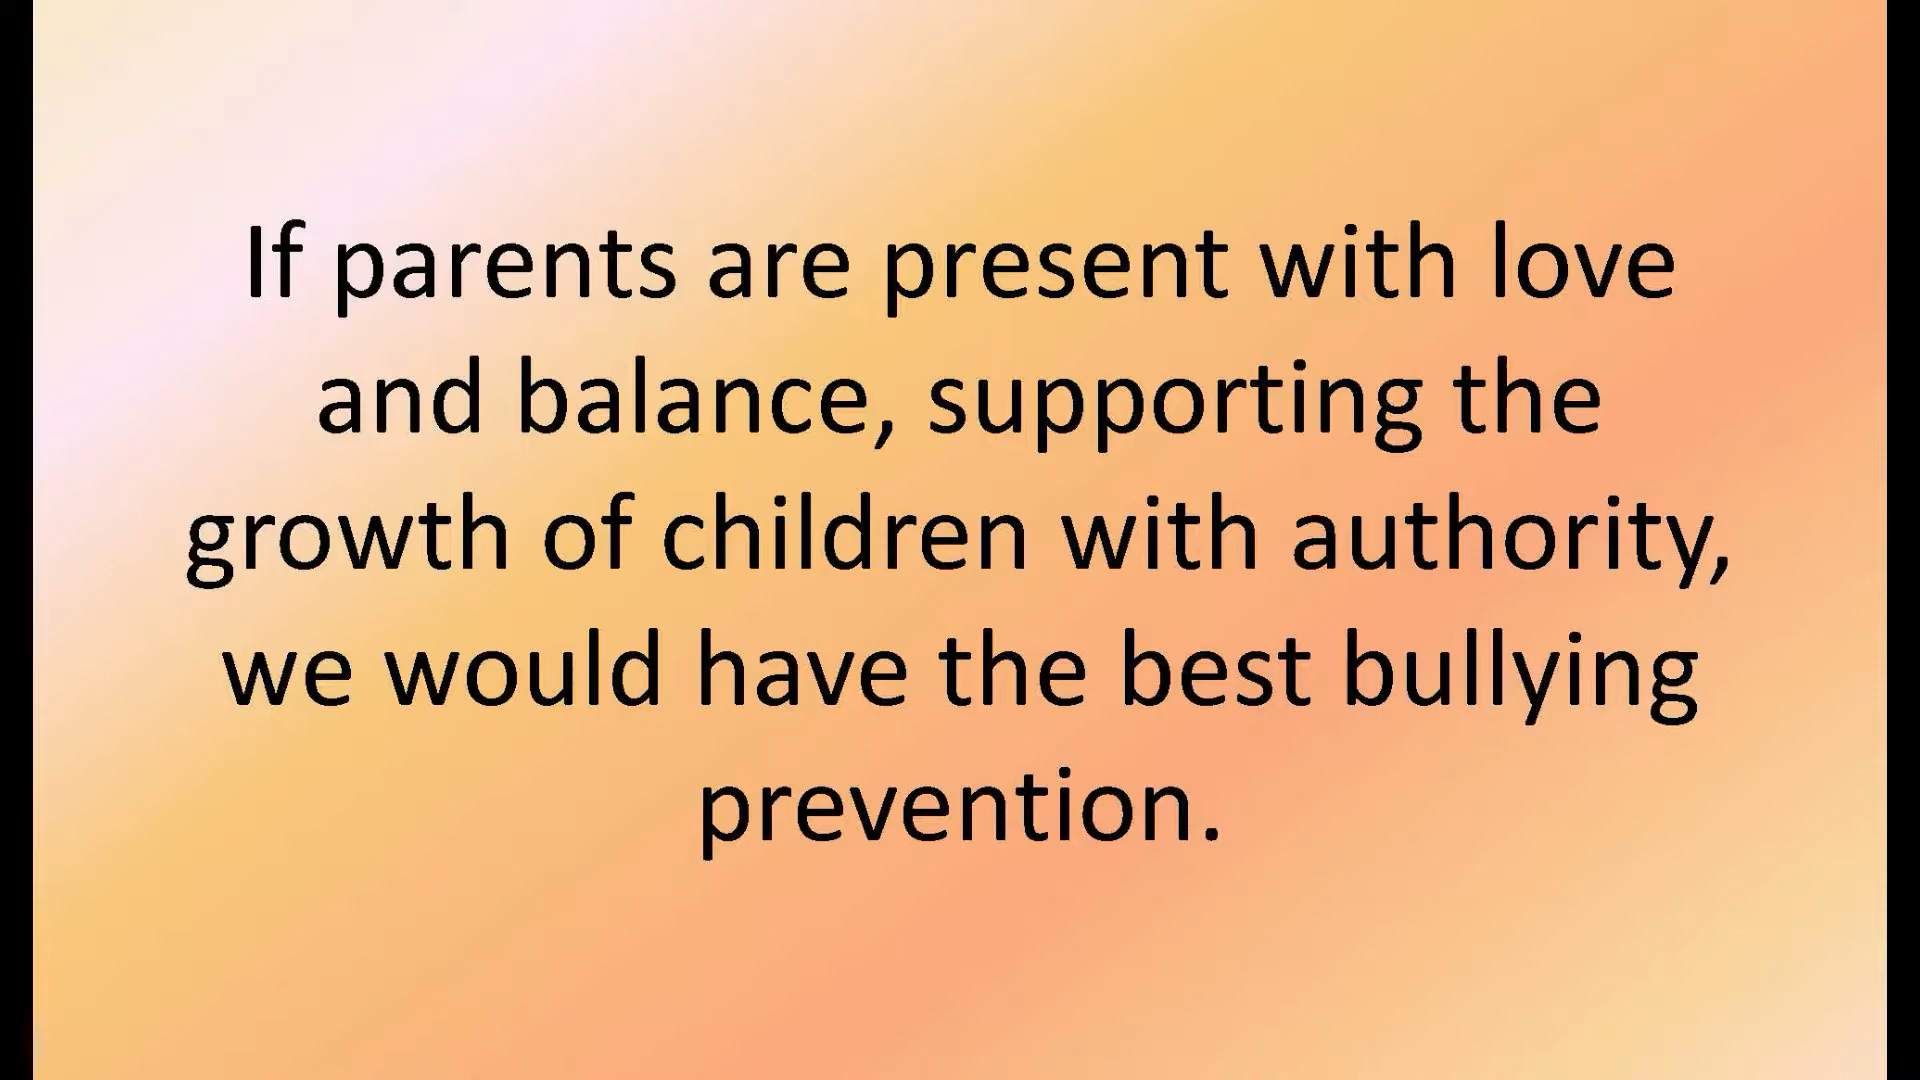 If parents are present with love
and balance, supporting the
growth of children with authority,
we would have the best bullying
prevention.